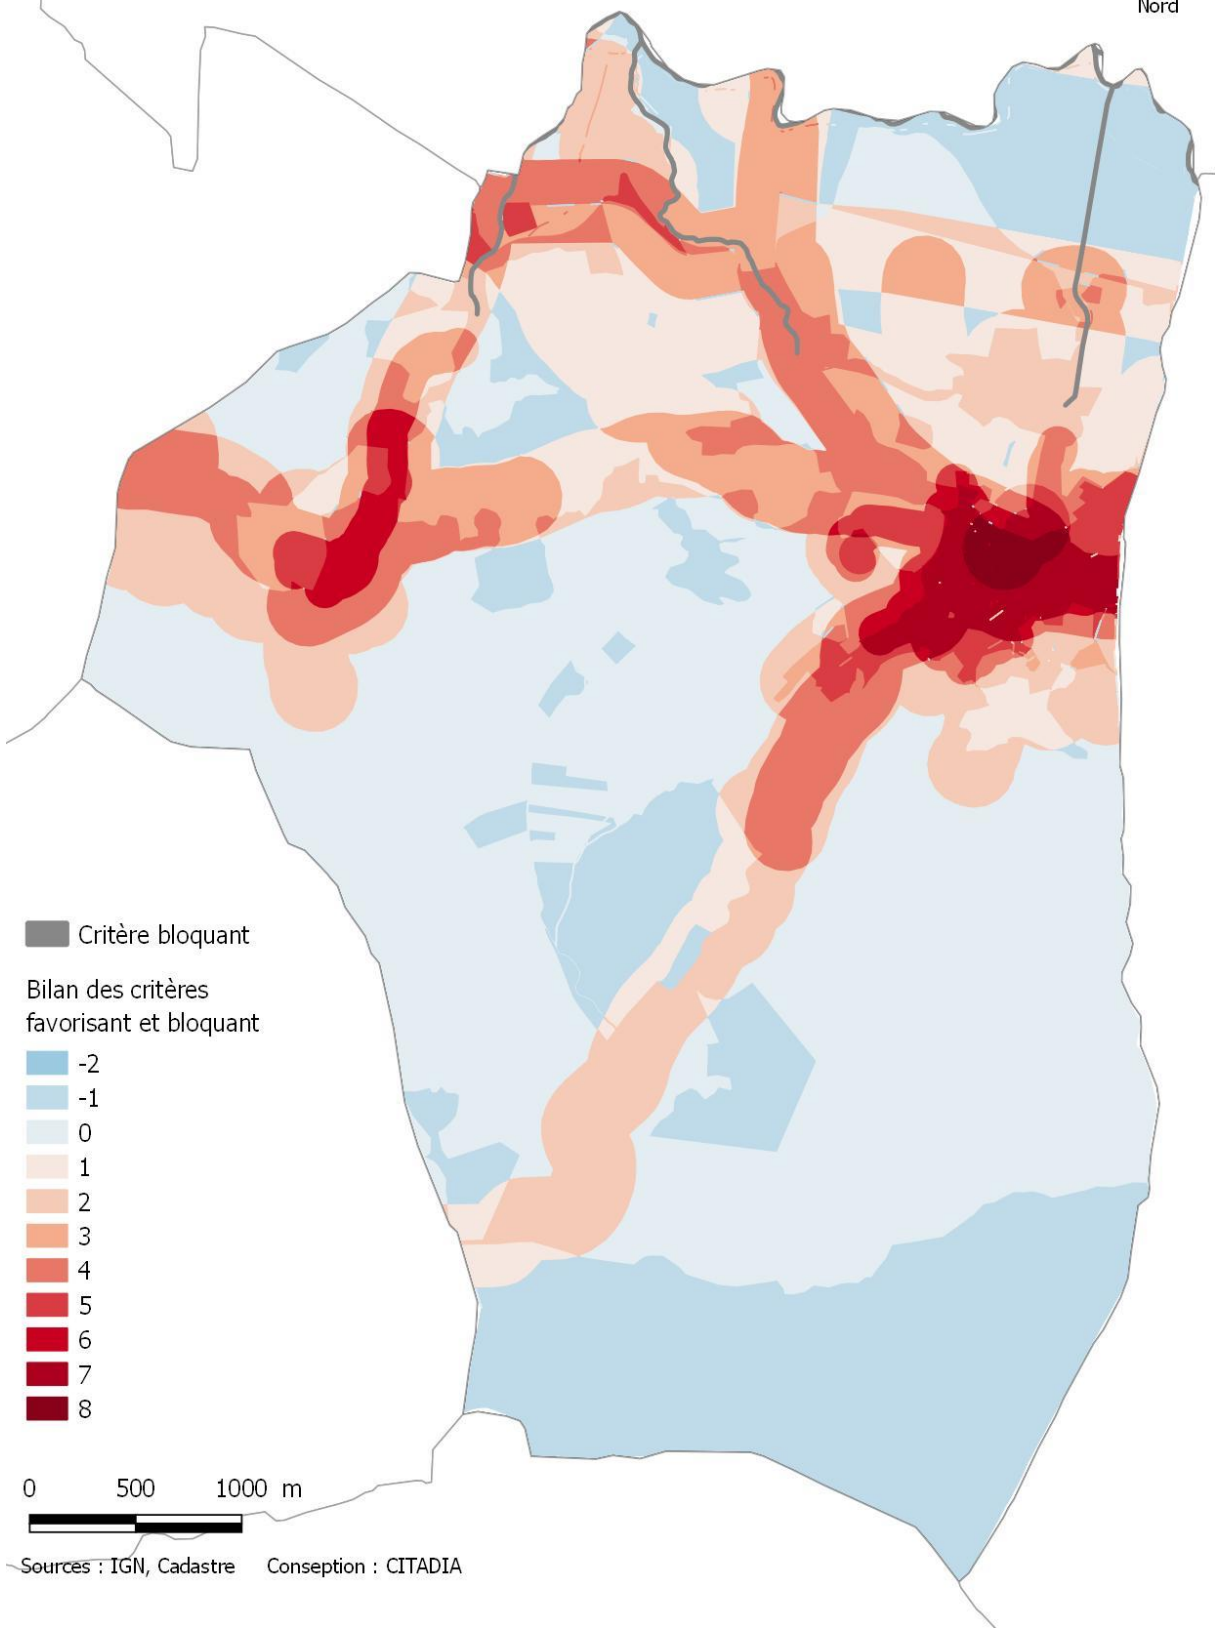 Nord
Critère bloquant
Bilan des critères
favorisant et bloquant
-2
-1
0
1
2
3
4
5
6
7
8
0 500 1000 m
Sources : IGN, Cadastre Conseption : CITADIA